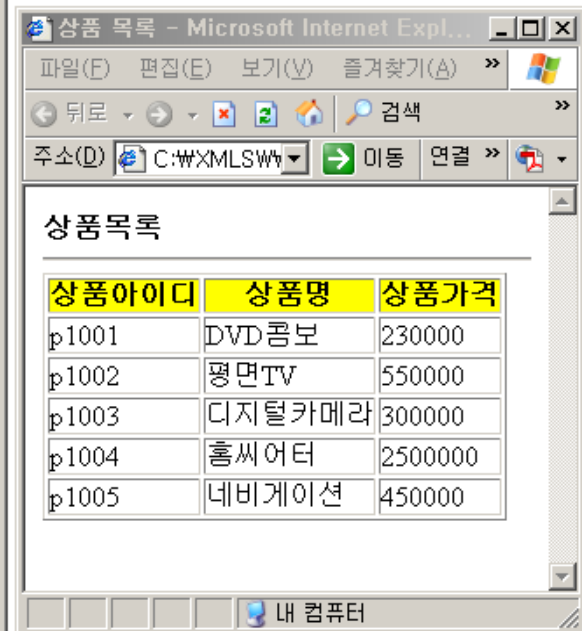 상품 목록 - Microsoft Internet Expl...
파일(F) 편집(E) 보기(V) 즐겨찾기(A) »
뒤로 검색 »
주소(D) C:₩XMLSW₩ 이동 연결 »
상품목록
상품아이디 상품명 상품가격
p1001 DVD콤보 230000
p1002 평면TV 550000
p1003 디지털카메라 300000
p1004 홈씨어터 2500000
p1005 네비게이션 450000
내 컴퓨터